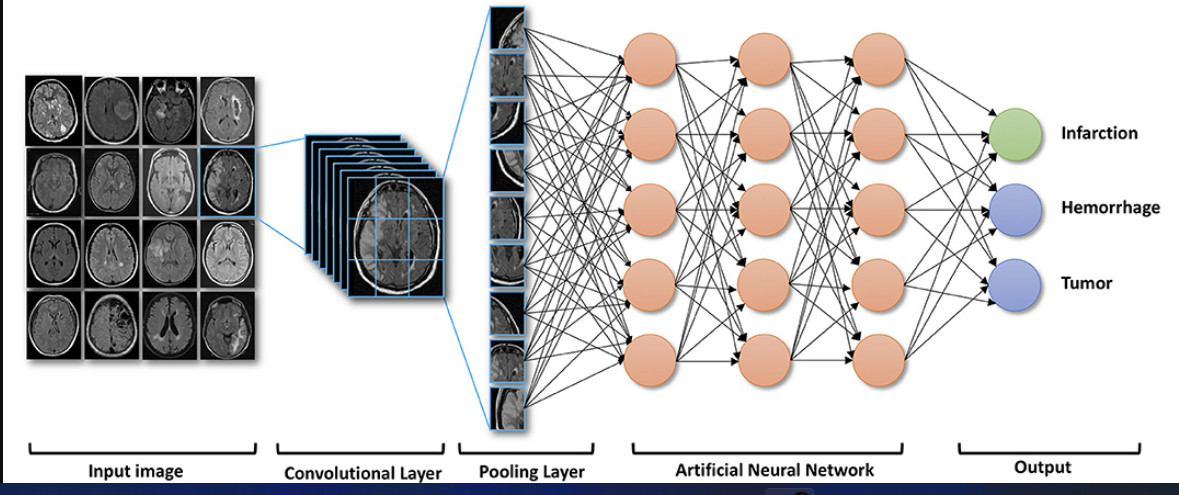 Infarction
Hemorrhage
Tumor
Input image
Convolutional Layer
Pooling Layer
Artificial Neural Network
Output